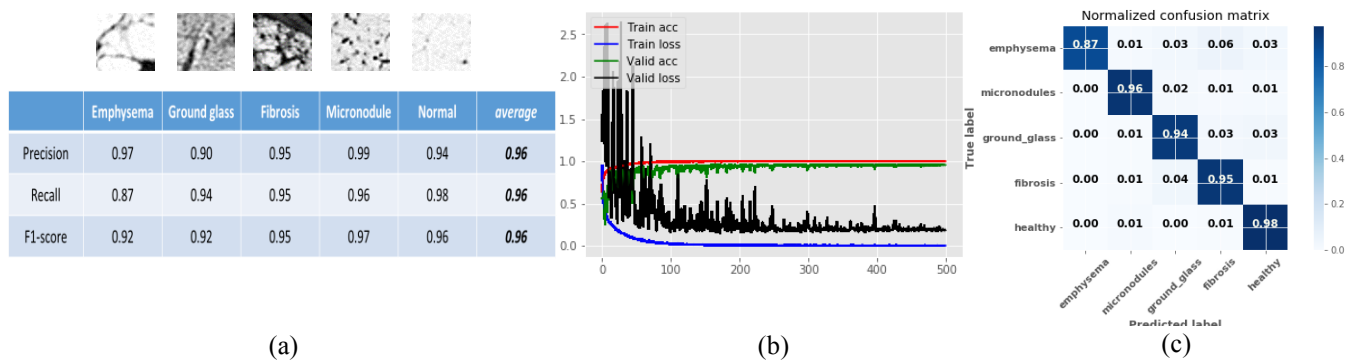 Emphysema Ground glass Fibrosis Micronodule Normal average
Precision 0.97 0.90 0.95 0.99 0.94 0.96
Recall 0.87 0.94 0.95 0.96 0.98 0.96
F1-score 0.92 0.92 0.95 0.97 0.96 0.96
(a)
Train acc
Train loss
Valid acc
Valid loss
2.5
2.0
1.5
1.0
0.5
0.0
0 100 200 300 400 500
(b)
Normalized confusion matrix
True label
emphysema 0.87 0.01 0.03 0.06 0.03
micronodules 0.00 0.96 0.02 0.01 0.01
ground_glass 0.00 0.01 0.94 0.03 0.03
fibrosis 0.00 0.01 0.04 0.95 0.01
healthy 0.00 0.01 0.00 0.01 0.98
emphysema micronodules ground_glass fibrosis healthy
Predicted label
0.8
0.6
0.4
0.2
0.0
(c)